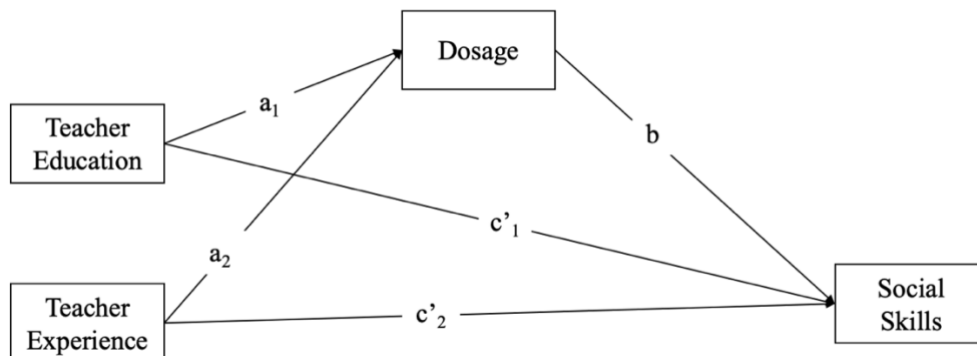 Dosage
a₁
Teacher
Education
b
c’₁
a₂
Teacher
Experience
c’₂
Social
Skills